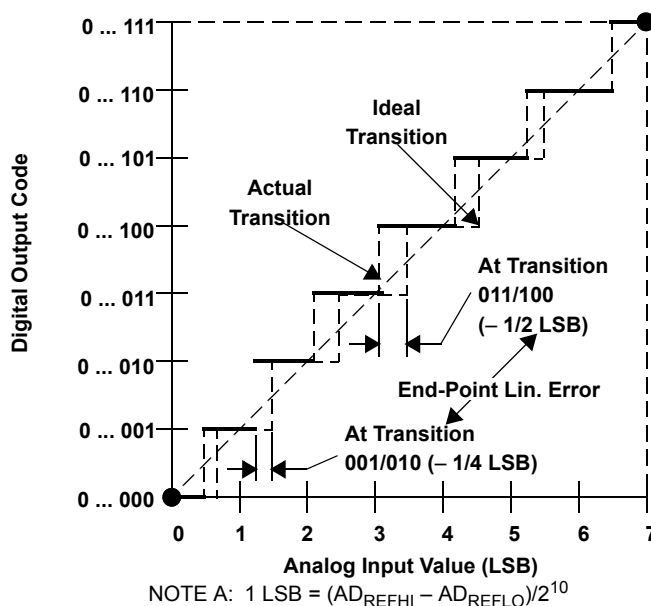 Digital Output Code
0 ... 111
0 ... 110
0 ... 101
0 ... 100
0 ... 011
0 ... 010
0 ... 001
0 ... 000
Ideal
Transition
Actual
Transition
At Transition
011/100
(– 1/2 LSB)
End-Point Lin. Error
At Transition
001/010 (– 1/4 LSB)
0 1 2 3 4 5 6 7
Analog Input Value (LSB)
NOTE A: 1 LSB = (AD_REFHI – AD_REFLO)/2^10